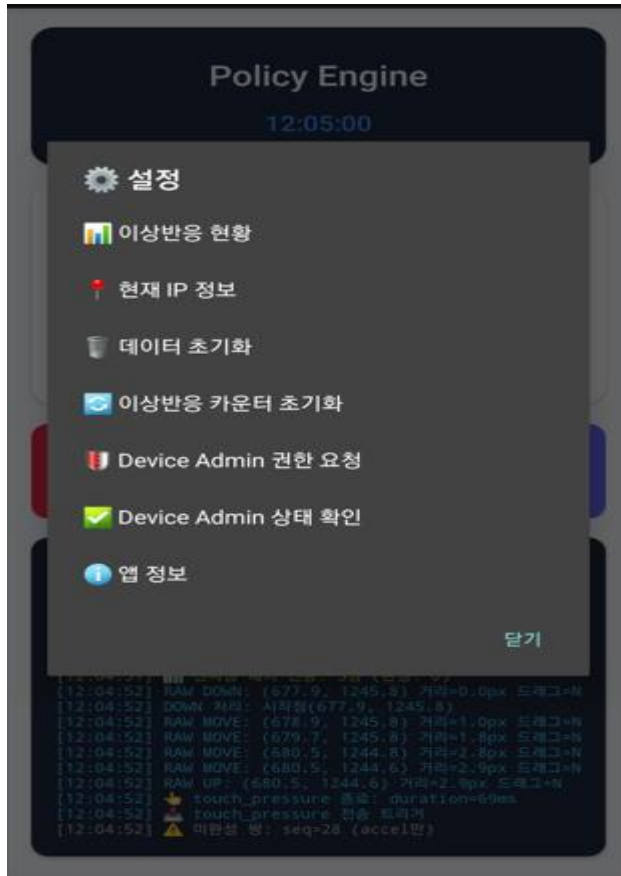 Policy Engine
12:05:00
설정
이상반응 현황
현재 IP 정보
데이터 초기화
이상반응 카운터 초기화
Device Admin 권한 요청
Device Admin 상태 확인
앱 정보
닫기
[12:04:52] RAW DOWN: (677.9, 1245.8) 거리=0.0px 드래그=N
[12:04:52] DOWN 처리: 시작점(677.9, 1245.8)
[12:04:52] RAW MOVE: (678.9, 1245.8) 거리=1.0px 드래그=N
[12:04:52] RAW MOVE: (679.7, 1245.8) 거리=1.8px 드래그=N
[12:04:52] RAW MOVE: (680.5, 1244.8) 거리=2.8px 드래그=N
[12:04:52] RAW MOVE: (680.5, 1244.6) 거리=2.9px 드래그=N
[12:04:52] RAW UP: (680.5, 1244.6) 거리=2.9px 드래그=N
[12:04:52] touch_pressure 종료: duration=69ms
[12:04:52] touch_pressure 전송 트리거
[12:04:52] 미완성 쌍: seq=28 (accel만)